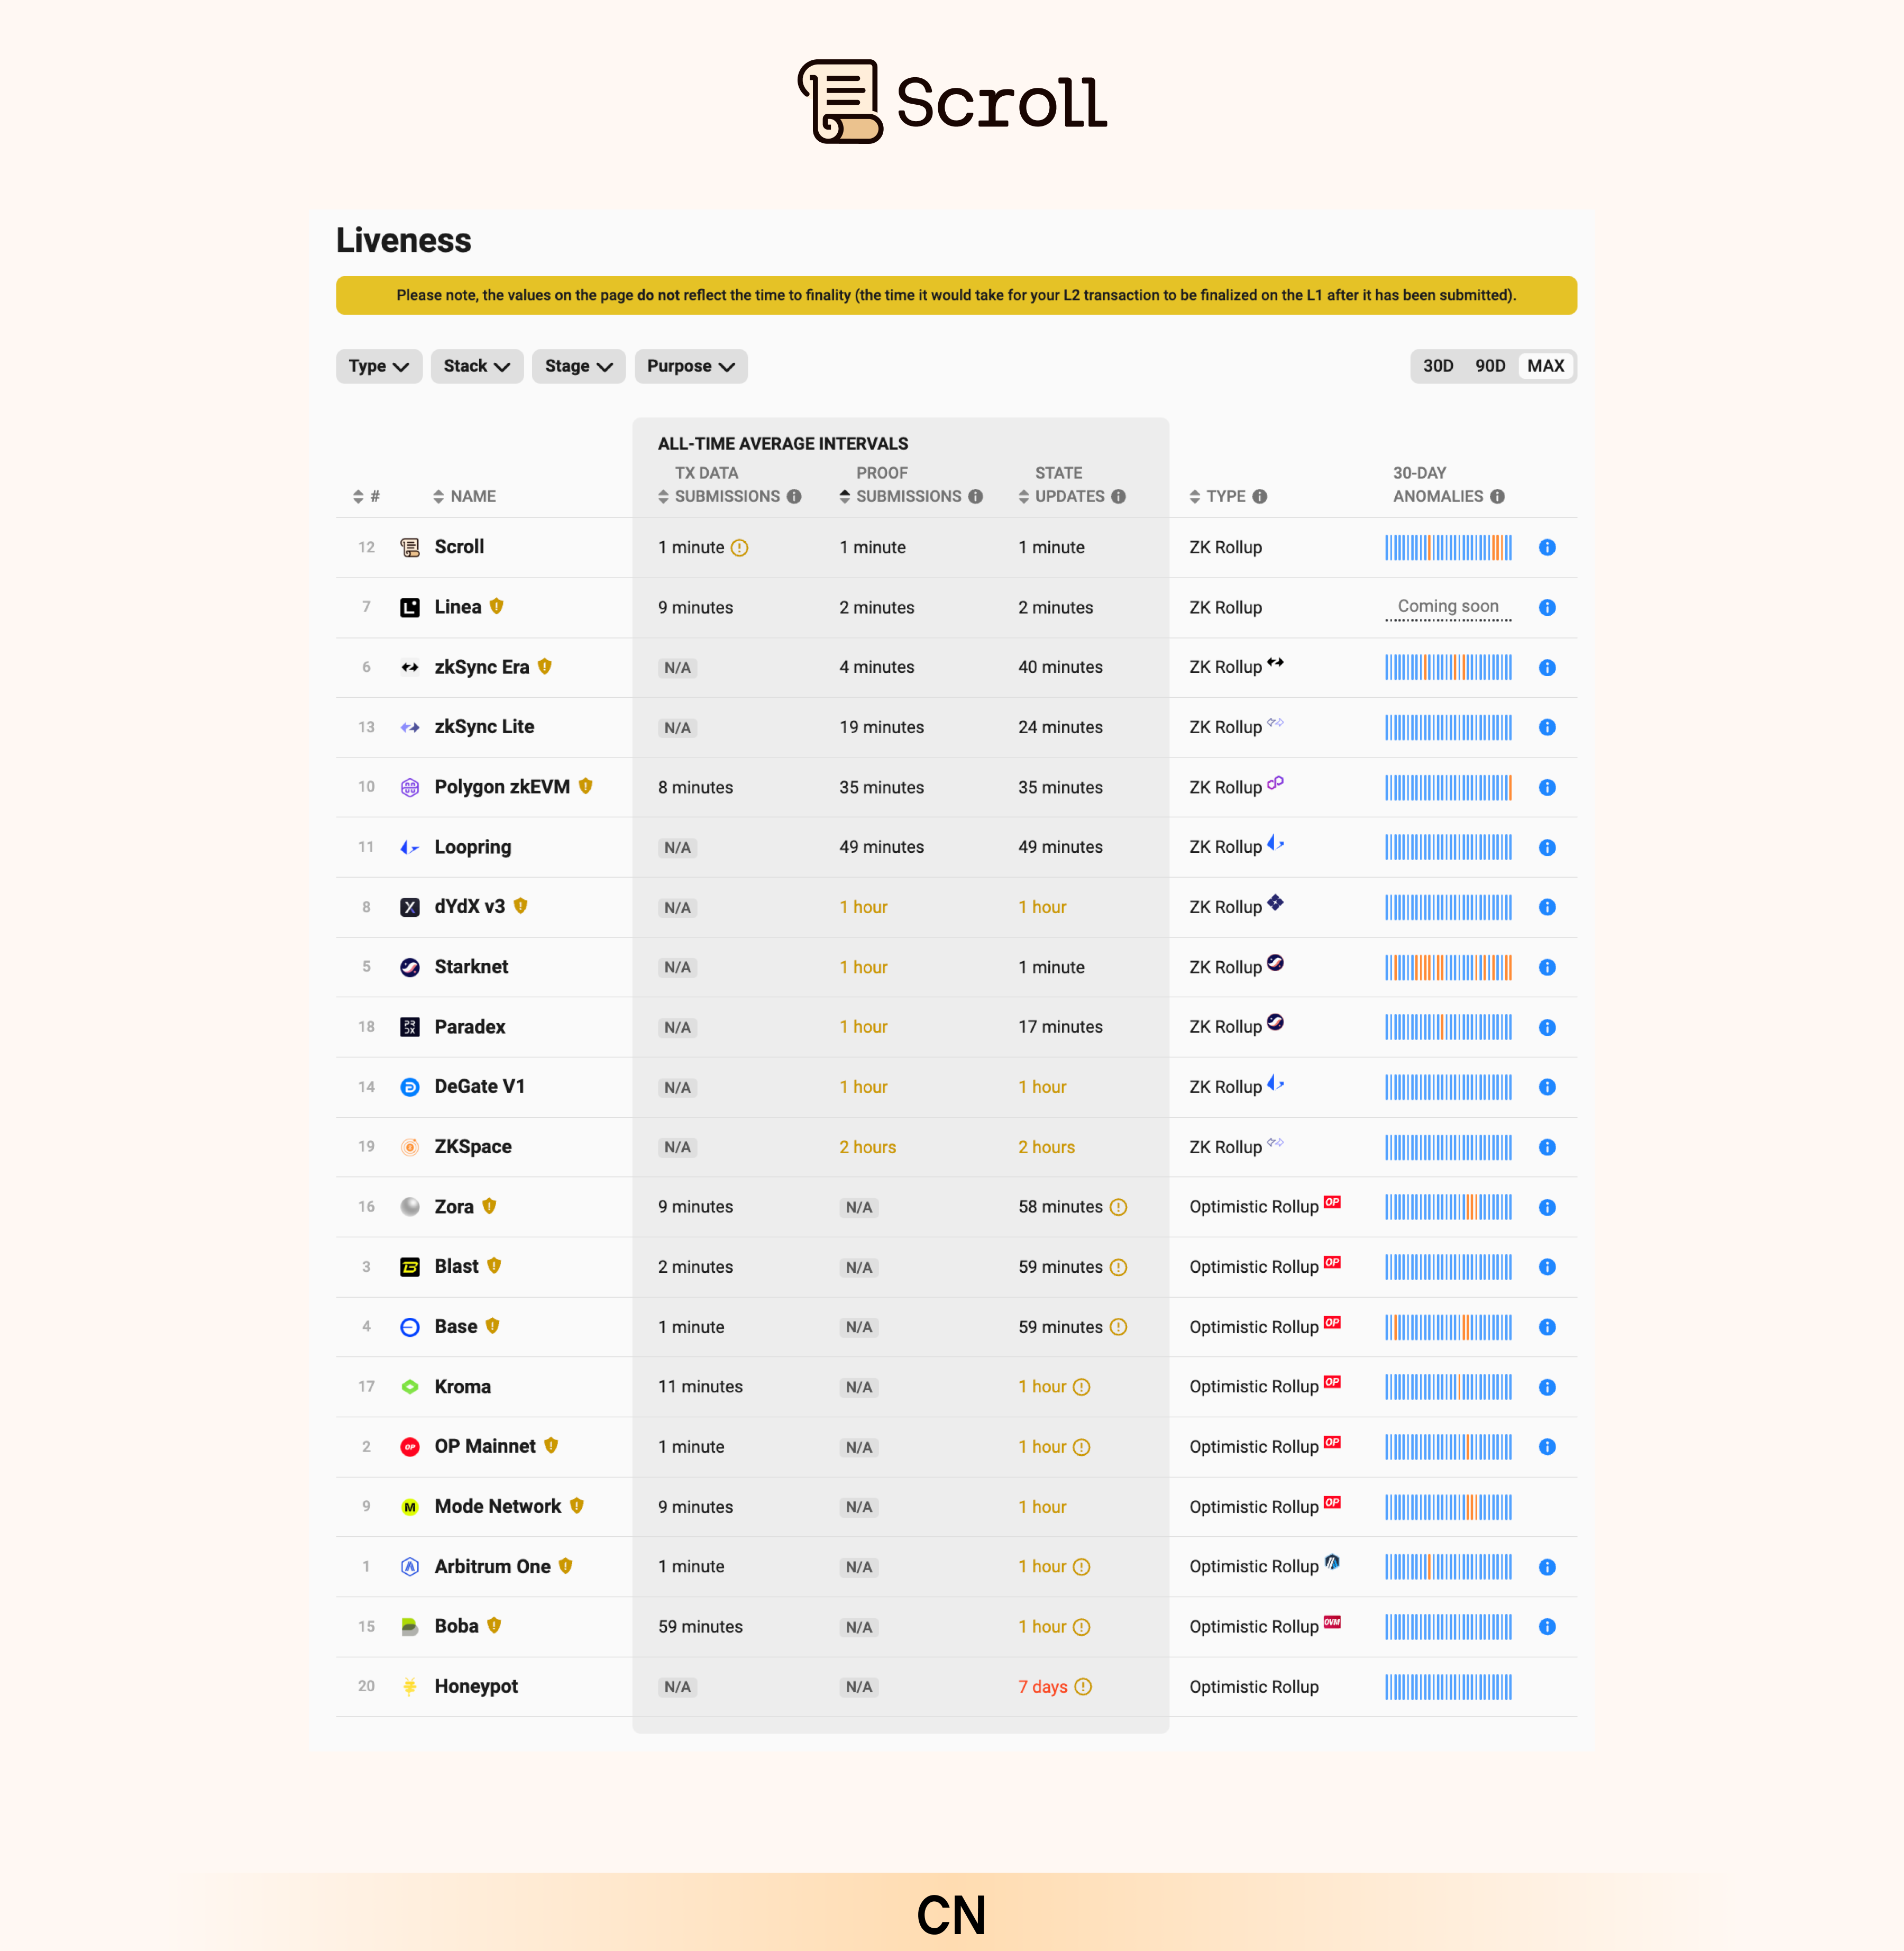 Scroll
Liveness
Please note, the values on the page do not reflect the time to finality (the time it would take for your L2 transaction to be finalized on the L1 after it has been submitted).
Type Stack Stage Purpose 30D 90D MAX
ALL-TIME AVERAGE INTERVALS
TX DATA PROOF STATE 30-DAY
# NAME SUBMISSIONS SUBMISSIONS UPDATES TYPE ANOMALIES
12 Scroll 1 minute 1 minute 1 minute ZK Rollup
7 Linea 9 minutes 2 minutes 2 minutes ZK Rollup Coming soon
6 zkSync Era N/A 4 minutes 40 minutes ZK Rollup
13 zkSync Lite N/A 19 minutes 24 minutes ZK Rollup
10 Polygon zkEVM 8 minutes 35 minutes 35 minutes ZK Rollup
11 Loopring N/A 49 minutes 49 minutes ZK Rollup
8 dYdX v3 N/A 1 hour 1 hour ZK Rollup
5 Starknet N/A 1 hour 1 minute ZK Rollup
18 Paradex N/A 1 hour 17 minutes ZK Rollup
14 DeGate V1 N/A 1 hour 1 hour ZK Rollup
19 ZKSpace N/A 2 hours 2 hours ZK Rollup
16 Zora 9 minutes N/A 58 minutes Optimistic Rollup OP
3 Blast 2 minutes N/A 59 minutes Optimistic Rollup OP
4 Base 1 minute N/A 59 minutes Optimistic Rollup OP
17 Kroma 11 minutes N/A 1 hour Optimistic Rollup OP
2 OP OP Mainnet 1 minute N/A 1 hour Optimistic Rollup OP
9 M Mode Network 9 minutes N/A 1 hour Optimistic Rollup OP
1 Arbitrum One 1 minute N/A 1 hour Optimistic Rollup
15 Boba 59 minutes N/A 1 hour Optimistic Rollup OVM
20 Honeypot N/A N/A 7 days Optimistic Rollup
CN